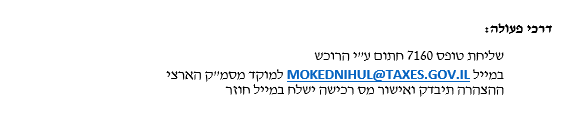 דרכי פעולה:
שליחת טופס 7160 חתום ע"י הרוכש
במייל MOKEDNIHUL@TAXES.GOV.IL למוקד מסמ"ק הארצי
ההצהרה תיבדק ואישור מס רכישה ישלח במייל חוזר